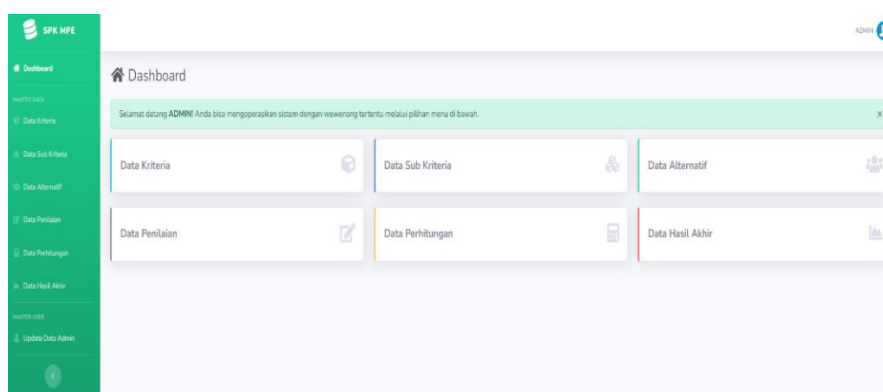 SPK MPE
ADMIN
Dashboard
MASTER DATA
Data Kriteria
Data Sub Kriteria
Data Alternatif
Data Penilaian
Data Perhitungan
Data Hasil Akhir
MASTER USER
Update Data Admin
Dashboard
Selamat datang ADMIN! Anda bisa mengoperasikan sistem dengan wewenang tertentu melalui pilihan menu di bawah.
X
Data Kriteria
Data Sub Kriteria
Data Alternatif
Data Penilaian
Data Perhitungan
Data Hasil Akhir